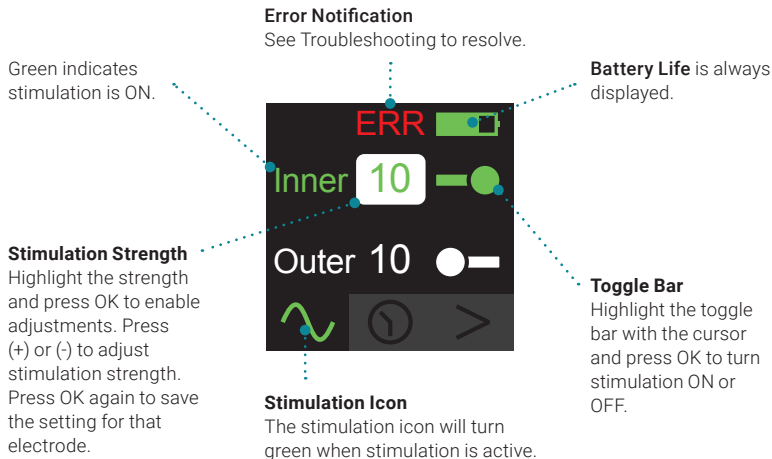 Error Notification
See Troubleshooting to resolve.
Green indicates
stimulation is ON.
Battery Life is always
displayed.
ERR
Inner 10
Outer 10
Stimulation Strength
Highlight the strength
and press OK to enable
adjustments. Press
(+) or (-) to adjust
stimulation strength.
Press OK again to save
the setting for that
electrode.
Toggle Bar
Highlight the toggle
bar with the cursor
and press OK to turn
stimulation ON or
OFF.
Stimulation Icon
The stimulation icon will turn
green when stimulation is active.